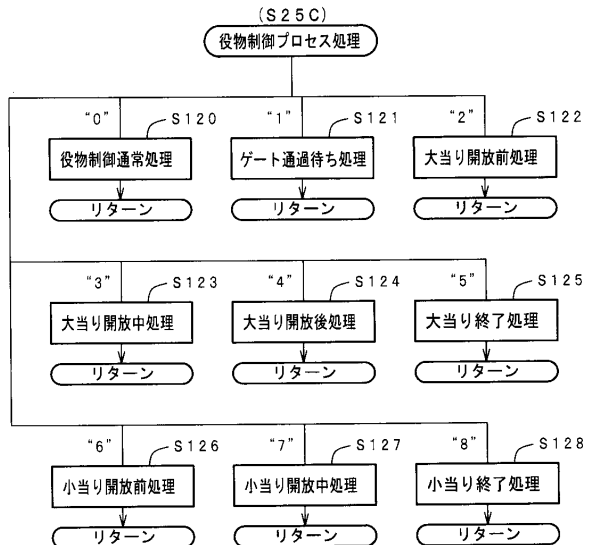 (S25C)
役物制御プロセス処理
“0” S120 “1” S121 “2” S122
役物制御通常処理 ゲート通過待ち処理 大当り開放前処理
リターン リターン リターン
“3” S123 “4” S124 “5” S125
大当り開放中処理 大当り開放後処理 大当り終了処理
リターン リターン リターン
“6” S126 “7” S127 “8” S128
小当り開放前処理 小当り開放中処理 小当り終了処理
リターン リターン リターン